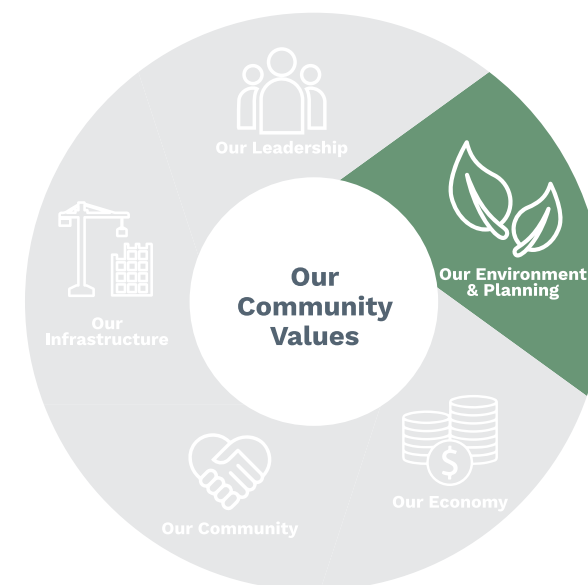 Our Leadership
Our Environment
& Planning
Our
Community
Values
Our
Infrastructure
Our Economy
Our Community